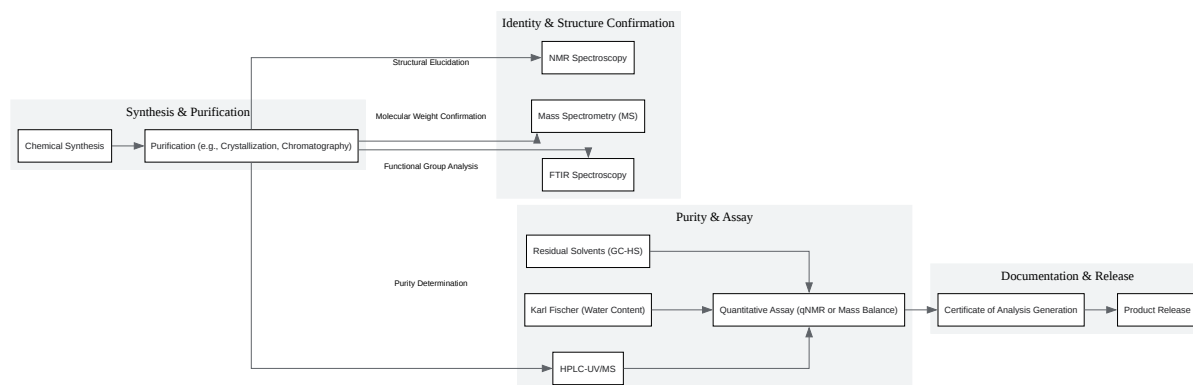 Identity & Structure Confirmation
Structural Elucidation
NMR Spectroscopy
Synthesis & Purification
Molecular Weight Confirmation
Mass Spectrometry (MS)
Chemical Synthesis
Purification (e.g., Crystallization, Chromatography)
Functional Group Analysis
FTIR Spectroscopy
Purity & Assay
Residual Solvents (GC-HS)
Documentation & Release
Purity Determination
Karl Fischer (Water Content)
Quantitative Assay (qNMR or Mass Balance)
Certificate of Analysis Generation
Product Release
HPLC-UV/MS